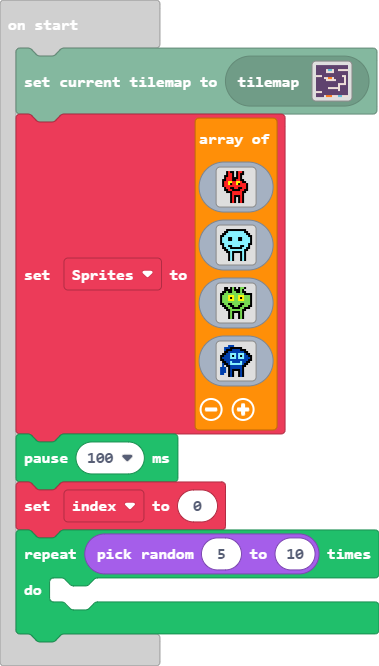 on start
set current tilemap to tilemap
array of
set Sprites to
pause 100 ms
set index to 0
repeat pick random 5 to 10 times
do